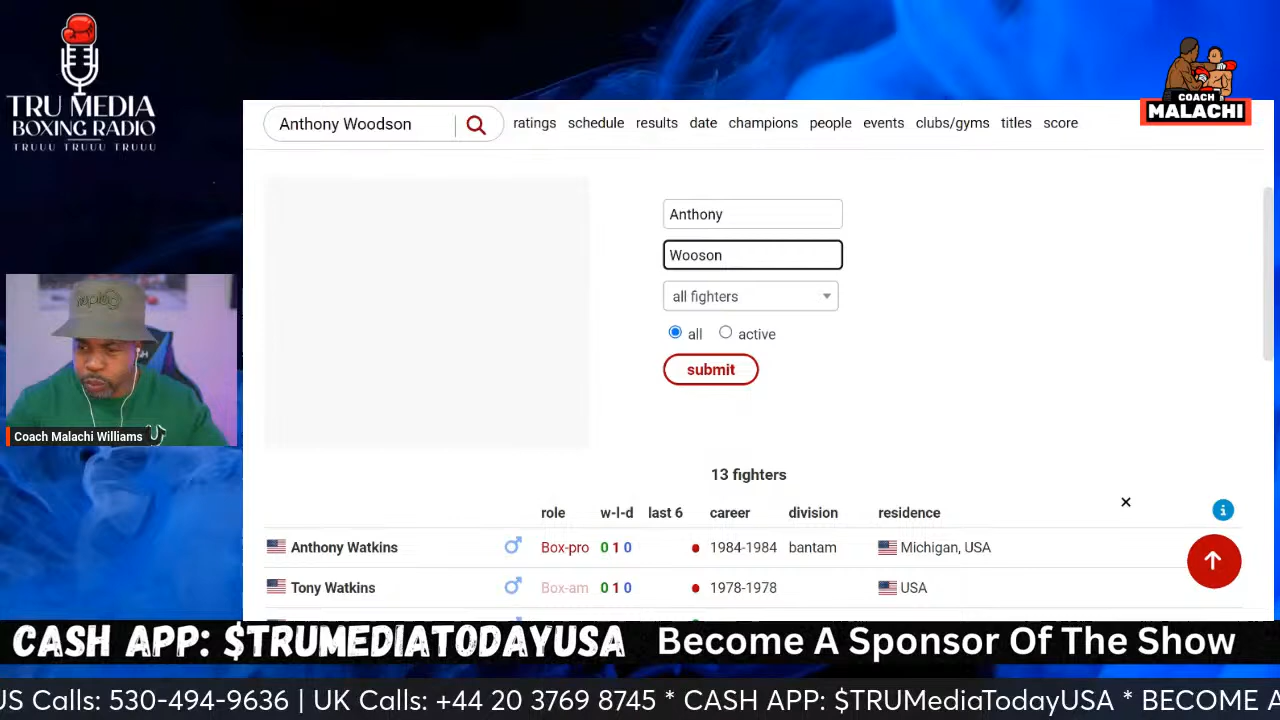 TRU MEDIA
BOXING RADIO
TRUUU TRUUU TRUUU
COACH
MALACHI
Anthony Woodson
ratings schedule results date champions people events clubs/gyms titles score
Anthony
Wooson
all fighters
all active
submit
13 fighters
role w-l-d last 6 career division residence
Anthony Watkins Box-pro 0 1 0 1984-1984 bantam Michigan, USA
Tony Watkins Box-am 0 1 0 1978-1978 USA
Coach Malachi Williams
CASH APP: $TRUMEDIATODAYUSA Become A Sponsor Of The Show
US Calls: 530-494-9636 | UK Calls: +44 20 3769 8745 * CASH APP: $TRUMediaTodayUSA * BECOME A